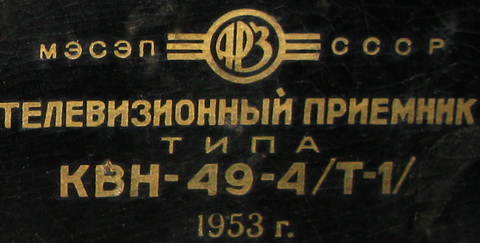 МЭСЭП АРЗ СССР
ТЕЛЕВИЗИОННЫЙ ПРИЕМНИК
ТИПА
КВН-49-4/Т-1/
1953 г.